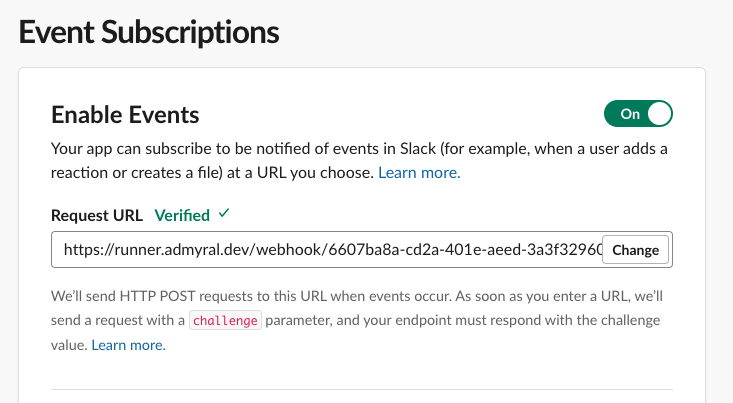 Event Subscriptions
Enable Events
On
Your app can subscribe to be notified of events in Slack (for example, when a user adds a
reaction or creates a file) at a URL you choose. Learn more.
Request URL Verified ✓
https://runner.admyral.dev/webhook/6607ba8a-cd2a-401e-aeed-3a3f32960 Change
We’ll send HTTP POST requests to this URL when events occur. As soon as you enter a URL, we’ll
send a request with a challenge parameter, and your endpoint must respond with the challenge
value. Learn more.